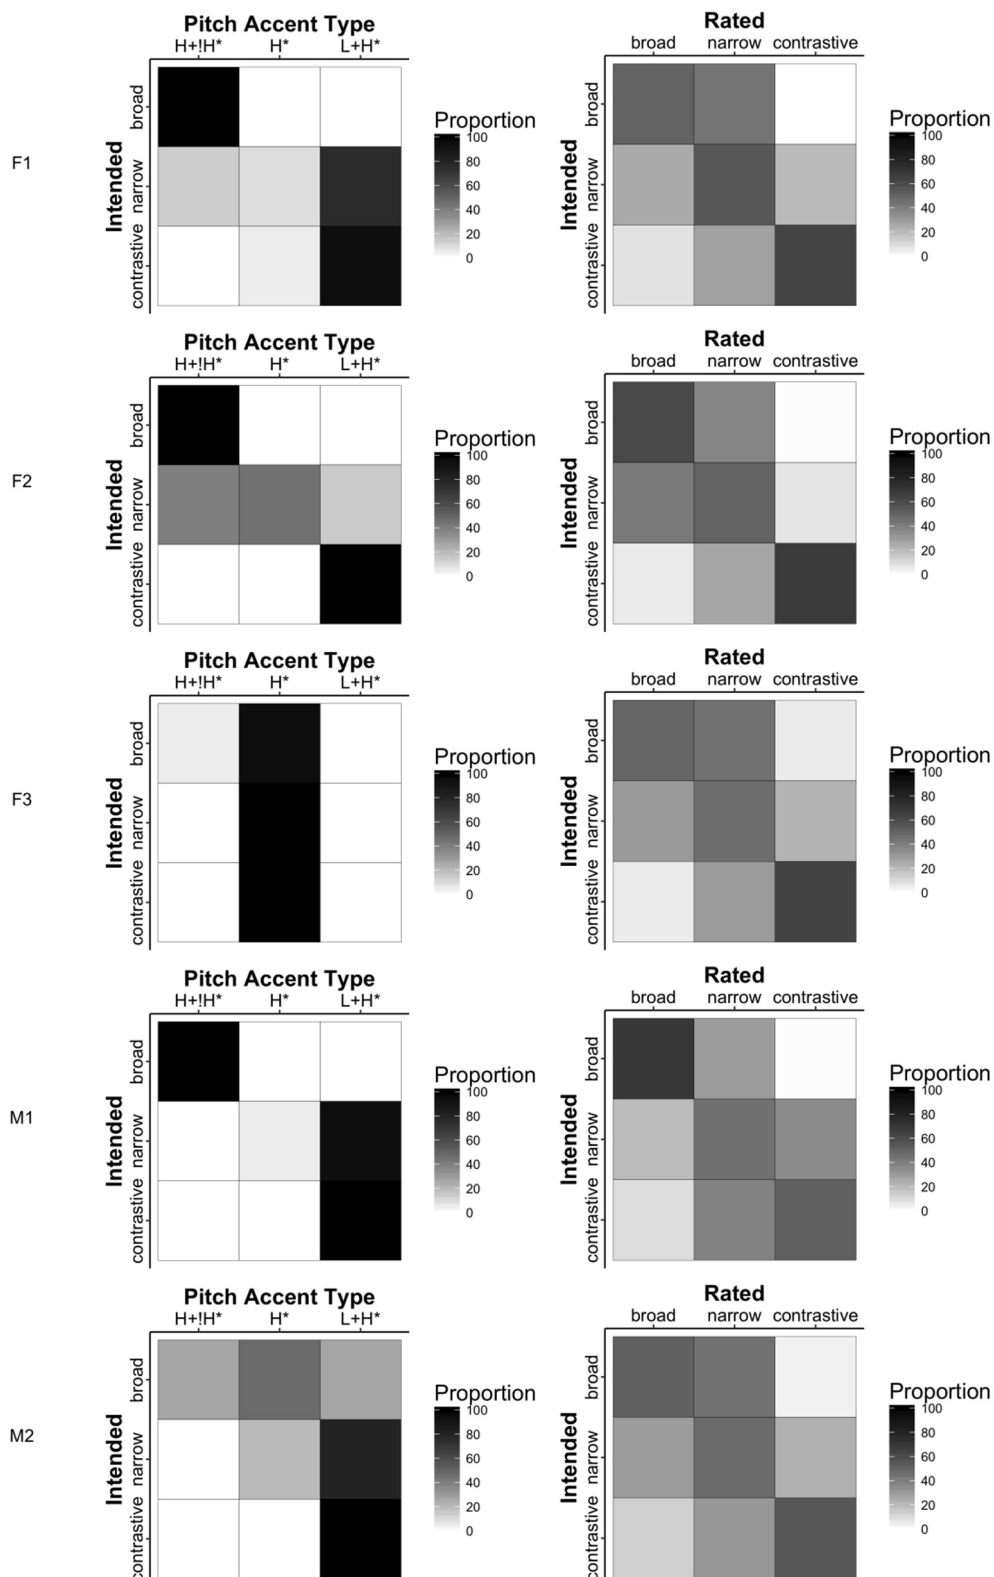 Pitch Accent Type
H+!H* H* L+H*
F1
Intended
broad
narrow
contrastive
Proportion
100
80
60
40
20
0
Rated
broad narrow contrastive
Intended
broad
narrow
contrastive
Proportion
100
80
60
40
20
0
Pitch Accent Type
H+!H* H* L+H*
F2
Intended
broad
narrow
contrastive
Proportion
100
80
60
40
20
0
Rated
broad narrow contrastive
Intended
broad
narrow
contrastive
Proportion
100
80
60
40
20
0
Pitch Accent Type
H+!H* H* L+H*
F3
Intended
broad
narrow
contrastive
Proportion
100
80
60
40
20
0
Rated
broad narrow contrastive
Intended
broad
narrow
contrastive
Proportion
100
80
60
40
20
0
Pitch Accent Type
H+!H* H* L+H*
M1
Intended
broad
narrow
contrastive
Proportion
100
80
60
40
20
0
Rated
broad narrow contrastive
Intended
broad
narrow
contrastive
Proportion
100
80
60
40
20
0
Pitch Accent Type
H+!H* H* L+H*
M2
Intended
broad
narrow
contrastive
Proportion
100
80
60
40
20
0
Rated
broad narrow contrastive
Intended
broad
narrow
contrastive
Proportion
100
80
60
40
20
0